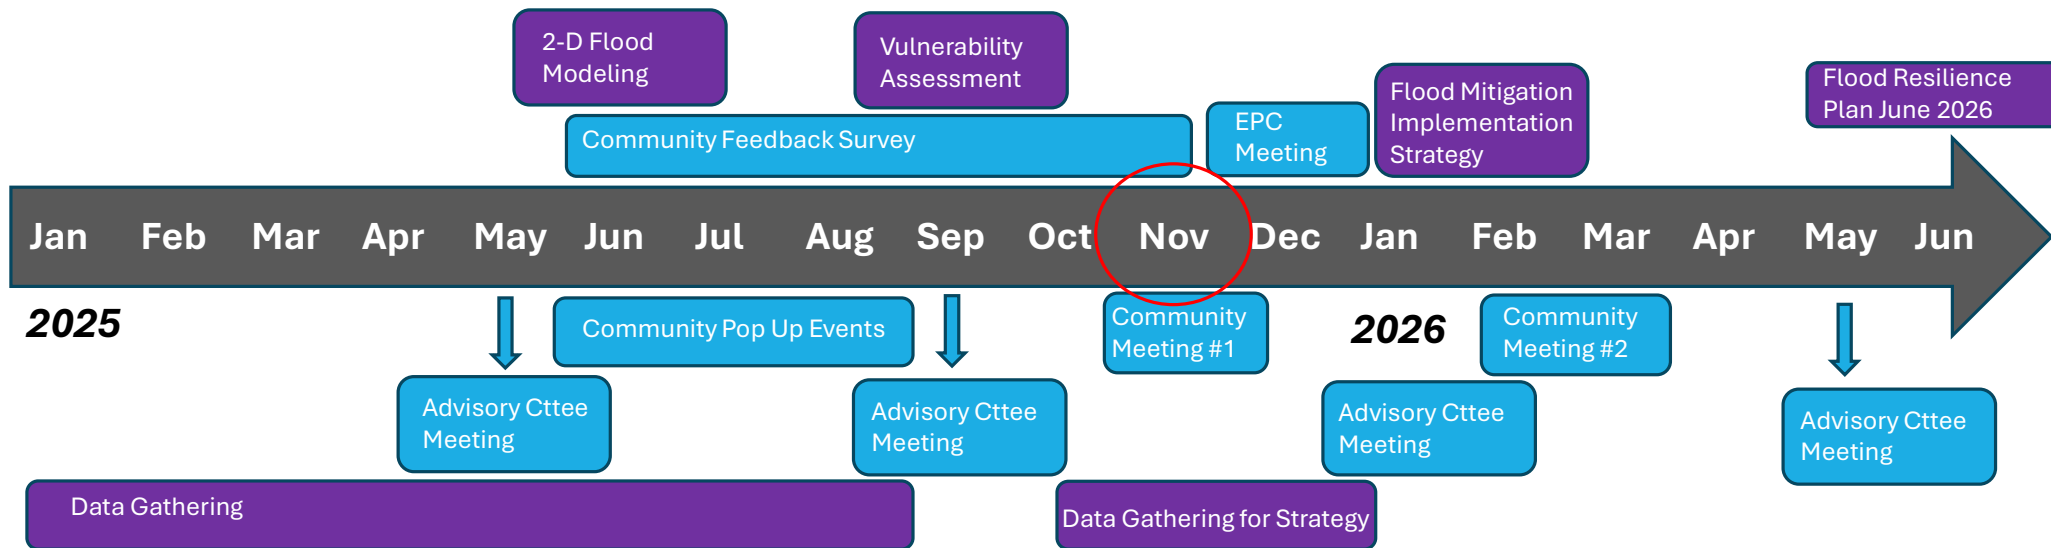 2-D Flood
Modeling
Vulnerability
Assessment
Flood Mitigation
Implementation
Strategy
Flood Resilience
Plan June 2026
Community Feedback Survey
EPC
Meeting
Jan Feb Mar Apr May Jun Jul Aug Sep Oct Nov Dec Jan Feb Mar Apr May Jun
2025
Community Pop Up Events
Community
Meeting #1
2026
Community
Meeting #2
Advisory Cttee
Meeting
Advisory Cttee
Meeting
Advisory Cttee
Meeting
Advisory Cttee
Meeting
Data Gathering
Data Gathering for Strategy